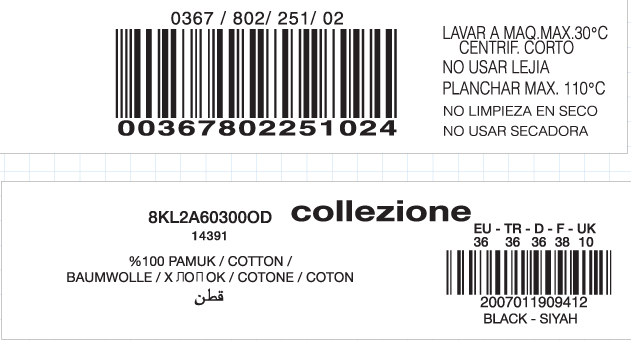 0367 / 802/ 251/ 02
00367802251024
LAVAR A MAQ.MAX.30°C
CENTRIF. CORTO
NO USAR LEJIA
PLANCHAR MAX. 110°C
NO LIMPIEZA EN SECO
NO USAR SECADORA
8KL2A60300OD collezione
14391
%100 PAMUK / COTTON /
BAUMWOLLE / Х ЛОП ОК / COTONE / COTON
قطن
EU - TR - D - F - UK
36 36 36 38 10
2007011909412
BLACK - SIYAH